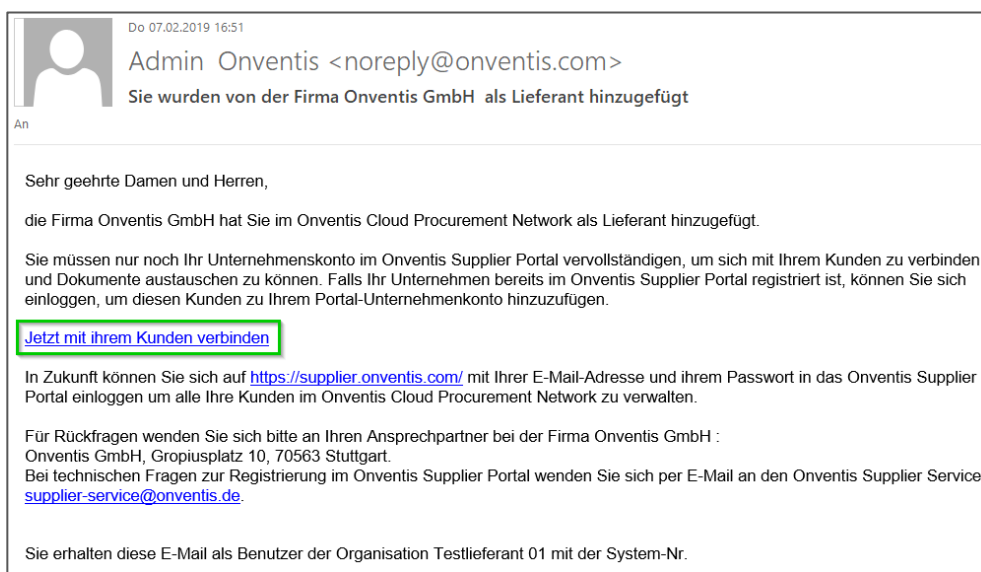 Do 07.02.2019 16:51
Admin Onventis <noreply@onventis.com>
Sie wurden von der Firma Onventis GmbH als Lieferant hinzugefügt
An
Sehr geehrte Damen und Herren,
die Firma Onventis GmbH hat Sie im Onventis Cloud Procurement Network als Lieferant hinzugefügt.
Sie müssen nur noch Ihr Unternehmenskonto im Onventis Supplier Portal vervollständigen, um sich mit Ihrem Kunden zu verbinden
und Dokumente austauschen zu können. Falls Ihr Unternehmen bereits im Onventis Supplier Portal registriert ist, können Sie sich
einloggen, um diesen Kunden zu Ihrem Portal-Unternehmenkonto hinzuzufügen.
Jetzt mit ihrem Kunden verbinden
In Zukunft können Sie sich auf https://supplier.onventis.com/ mit Ihrer E-Mail-Adresse und ihrem Passwort in das Onventis Supplier
Portal einloggen um alle Ihre Kunden im Onventis Cloud Procurement Network zu verwalten.
Für Rückfragen wenden Sie sich bitte an Ihren Ansprechpartner bei der Firma Onventis GmbH :
Onventis GmbH, Gropiusplatz 10, 70563 Stuttgart.
Bei technischen Fragen zur Registrierung im Onventis Supplier Portal wenden Sie sich per E-Mail an den Onventis Supplier Service
supplier-service@onventis.de.
Sie erhalten diese E-Mail als Benutzer der Organisation Testlieferant 01 mit der System-Nr.